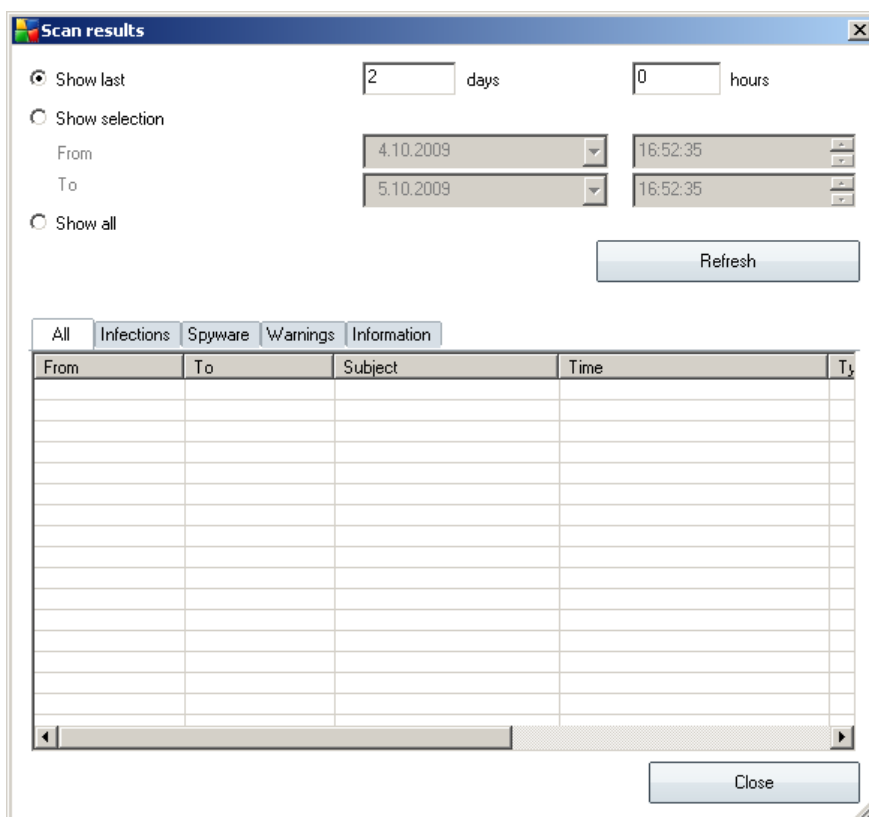 Scan results
Show last 2 days 0 hours
Show selection
From 4.10.2009 16:52:35
To 5.10.2009 16:52:35
Show all
Refresh
All Infections Spyware Warnings Information
From To Subject Time Ty
Close